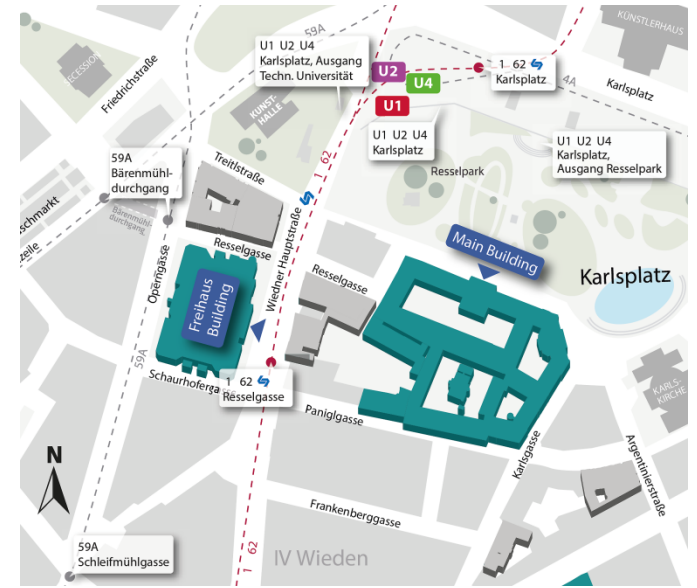 KÜNSTLERHAUS
59A
U1 U2 U4
Karlsplatz, Ausgang
Techn. Universität
SECESSION
Friedrichstraße
KUNST-
HALLE
U2
U4
U1
1 62
Karlsplatz
4A
Karlsplatz
U1 U2 U4
Karlsplatz
U1 U2 U4
Karlsplatz,
Ausgang Resselpark
Resselpark
59A
Bärenmühl-
durchgang
Treitlstraße
1 62
Bärenmühl-
durchgang
schmarkt
zeile
Operngasse
Resselgasse
Wiedner Hauptstraße
Resselgasse
Main Building
Karlsplatz
Freihaus
Building
59A
Schaurhofergasse
1 62
Resselgasse
Paniglgasse
KARLS-
KIRCHE
Karlsgasse
Argentinierstraße
N
Frankenberggasse
59A
Schleifmühlgasse
1 62
IV Wieden